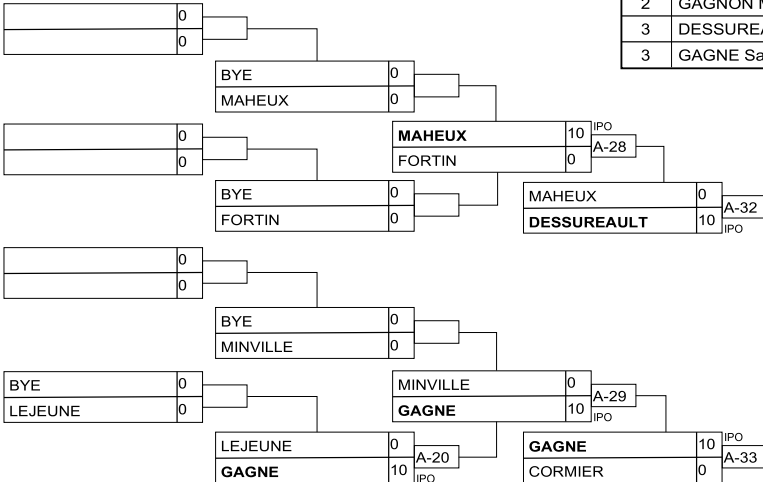 2 GAGNON
3 DESSUREA
3 GAGNE Sa
0
0
BYE 0
MAHEUX 0
0
0
MAHEUX 10 IPO
FORTIN 0
A-28
BYE 0
FORTIN 0
MAHEUX 0
DESSUREAULT 10 IPO
A-32
0
0
BYE 0
MINVILLE 0
BYE 0
LEJEUNE 0
MINVILLE 0
GAGNE 10 IPO
A-29
LEJEUNE 0
GAGNE 10 IPO
A-20
GAGNE 10 IPO
CORMIER 0
A-33